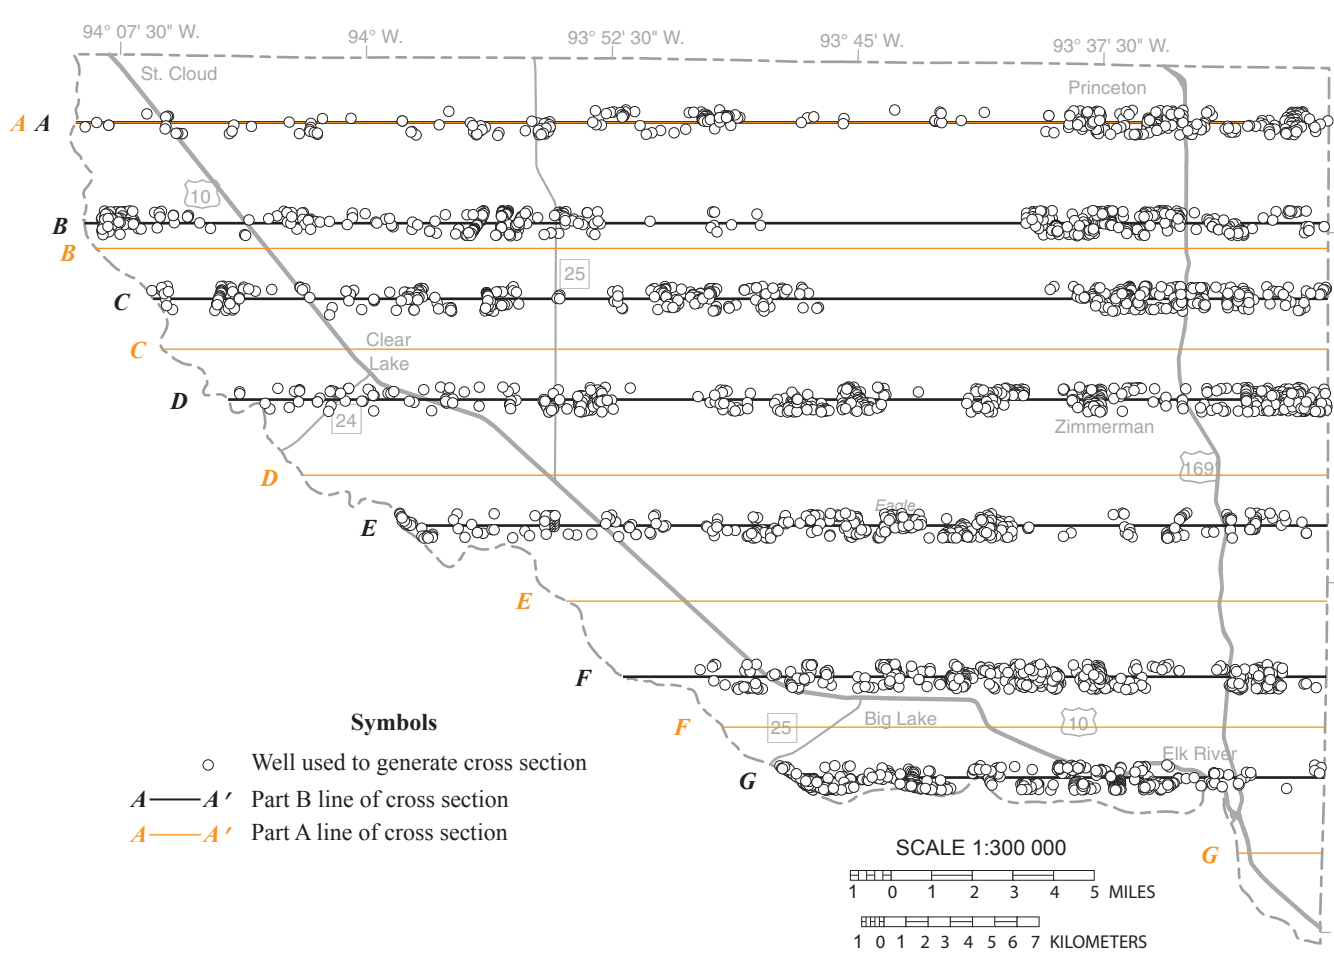 94° 07' 30" W.
94° W.
93° 52' 30" W.
93° 45' W.
93° 37' 30" W.
St. Cloud
Princeton
A A
10
B
B
25
C
Clear
Lake
C
D
24
Zimmerman
169
D
Eagle
E
E
F
Big Lake
10
25
F
Elk River
G
G
Symbols
Well used to generate cross section
A A′ Part B line of cross section
A A′ Part A line of cross section
SCALE 1:300 000
1 0 1 2 3 4 5 MILES
1 0 1 2 3 4 5 6 7 KILOMETERS